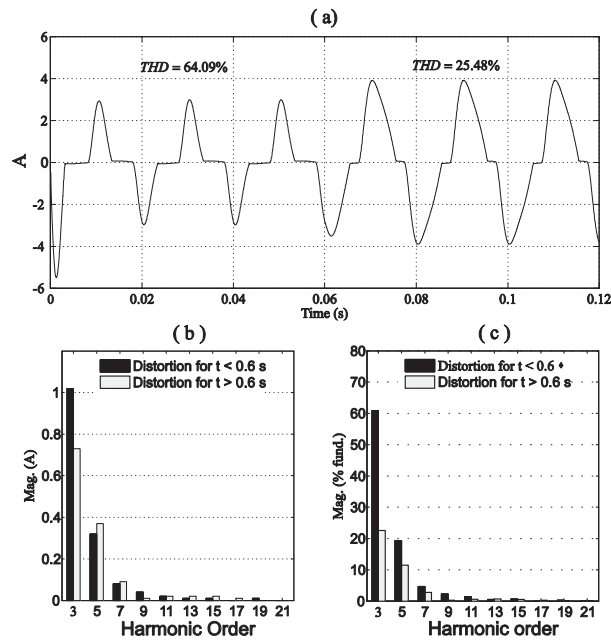 ( a )
6
4
2
0
-2
-4
-6
A
THD = 64.09%
THD = 25.48%
0
0.02
0.04
0.06
0.08
0.1
0.12
Time (s)
( b )
Distortion for t < 0.6 s
Distortion for t > 0.6 s
1
0.8
0.6
0.4
0.2
0
Mag. (A)
3 5 7 9 11 13 15 17 19 21
Harmonic Order
( c )
Distortion for t < 0.6 ♦
Distortion for t > 0.6 s
80
70
60
50
40
30
20
10
0
Mag. (% fund.)
3 5 7 9 11 13 15 17 19 21
Harmonic order